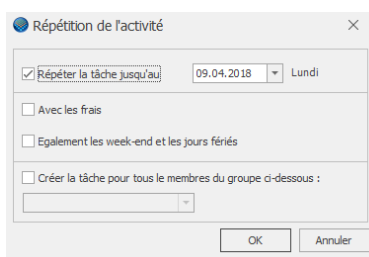 Répétition de l'activité
Répéter la tâche jusqu'au 09.04.2018 Lundi
Avec les frais
Egalement les week-end et les jours fériés
Créer la tâche pour tous le membres du groupe ci-dessous :
OK Annuler